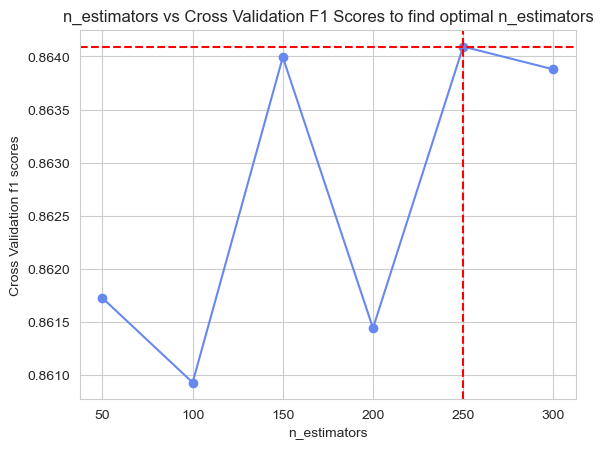 n_estimators vs Cross Validation F1 Scores to find optimal n_estimators
Cross Validation f1 scores
0.8640
0.8635
0.8630
0.8625
0.8620
0.8615
0.8610
50 100 150 200 250 300
n_estimators